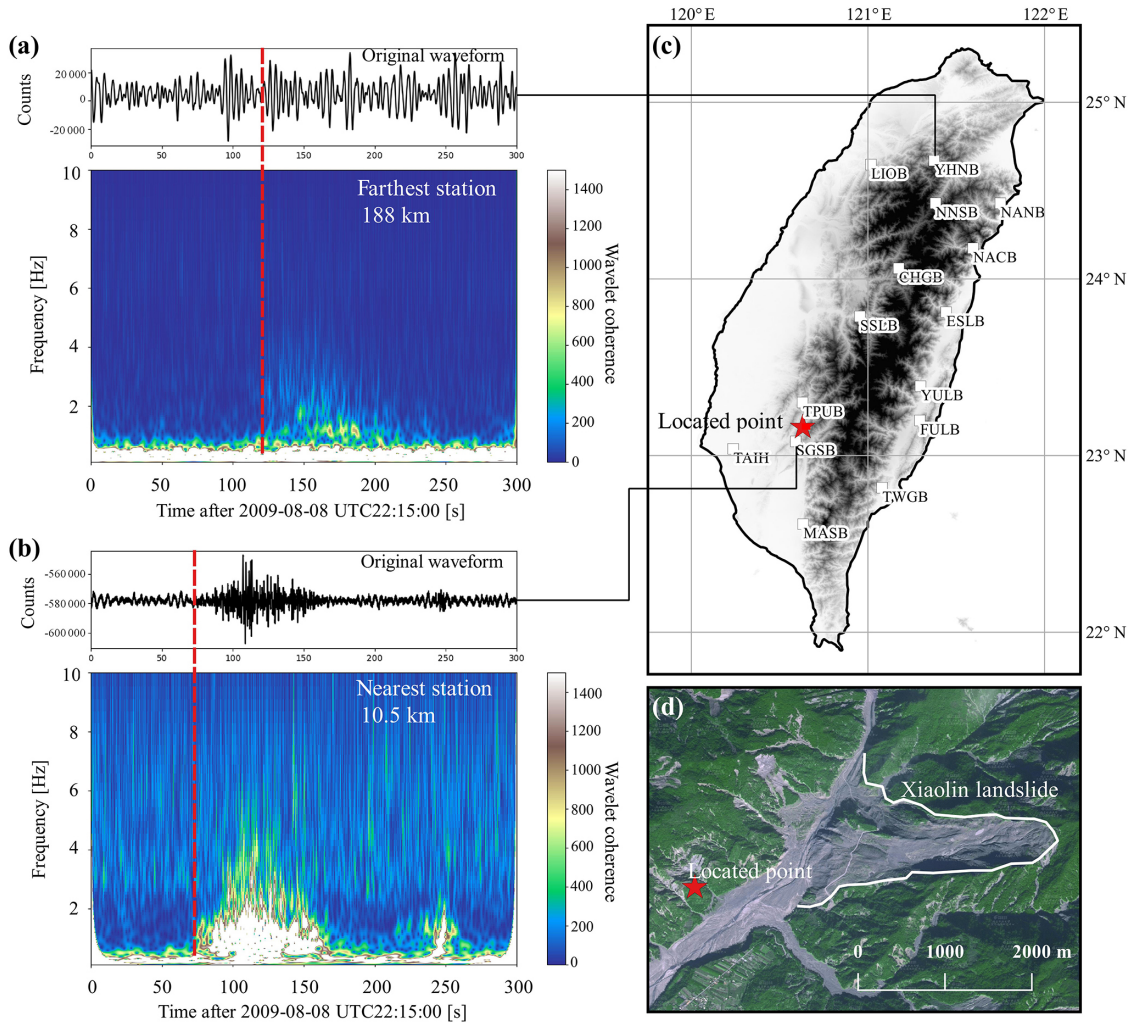 (a)
Original waveform
Counts
20 000
0
-20 000
0 50 100 150 200 250 300
10
8
6
4
2
Frequency [Hz]
Farthest station
188 km
1400
1200
1000
800
600
400
200
0
Wavelet coherence
0 50 100 150 200 250 300
Time after 2009-08-08 UTC22:15:00 [s]
(b)
Original waveform
Counts
-560 000
-580 000
-600 000
0 50 100 150 200 250 300
10
8
6
4
2
Frequency [Hz]
Nearest station
10.5 km
1400
1200
1000
800
600
400
200
0
Wavelet coherence
0 50 100 150 200 250 300
Time after 2009-08-08 UTC22:15:00 [s]
120° E 121° E 122° E
(c)
25° N
24° N
23° N
22° N
LIOB
YHNB
NNSB
NANB
NACB
CHGB
SSLB
ESLB
YULB
TPUB
Located point
FULB
SGSB
TAIH
TWGB
MASB
(d)
Xiaolin landslide
Located point
0 1000 2000 m